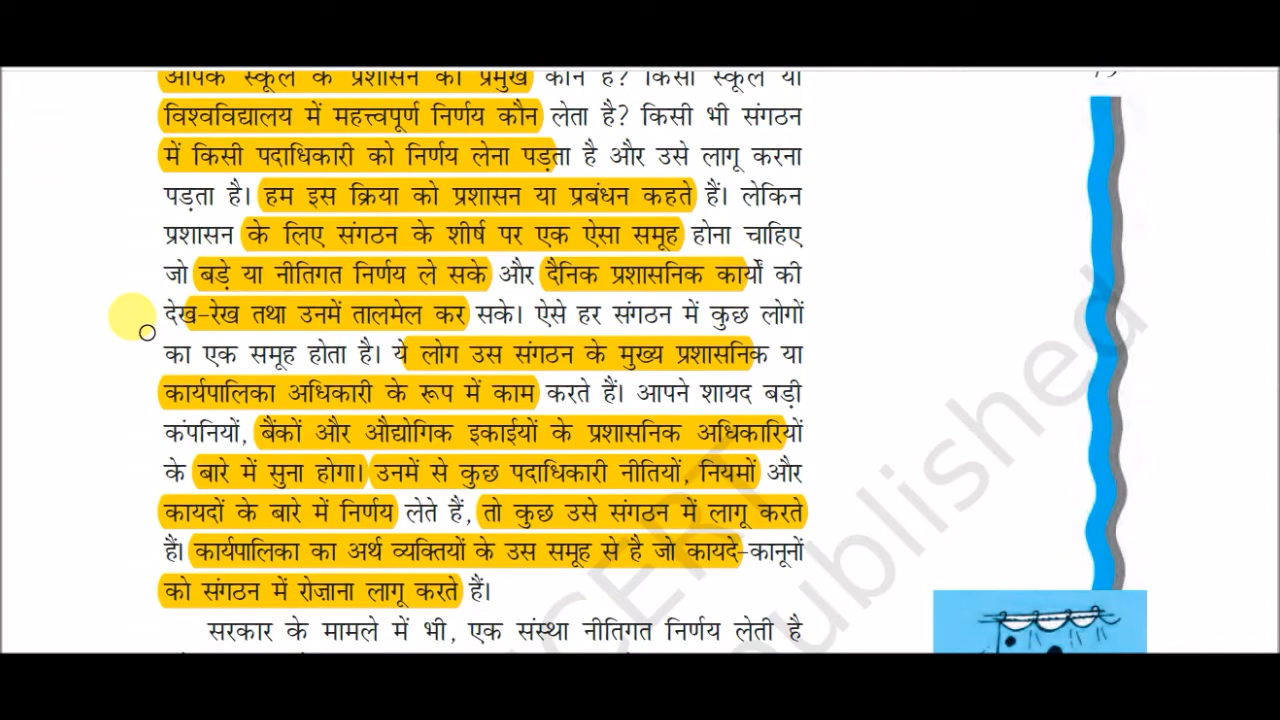 आपके स्कूल के प्रशासन का प्रमुख कौन है? किसी स्कूल या
विश्वविद्यालय में महत्त्वपूर्ण निर्णय कौन लेता है? किसी भी संगठन
में किसी पदाधिकारी को निर्णय लेना पड़ता है और उसे लागू करना
पड़ता है। हम इस क्रिया को प्रशासन या प्रबंधन कहते हैं। लेकिन
प्रशासन के लिए संगठन के शीर्ष पर एक ऐसा समूह होना चाहिए
जो बड़े या नीतिगत निर्णय ले सके और दैनिक प्रशासनिक कार्यों की
देख-रेख तथा उनमें तालमेल कर सके। ऐसे हर संगठन में कुछ लोगों
का एक समूह होता है। ये लोग उस संगठन के मुख्य प्रशासनिक या
कार्यपालिका अधिकारी के रूप में काम करते हैं। आपने शायद बड़ी
कंपनियों, बैंकों और औद्योगिक इकाईयों के प्रशासनिक अधिकारियों
के बारे में सुना होगा। उनमें से कुछ पदाधिकारी नीतियों, नियमों और
कायदों के बारे में निर्णय लेते हैं, तो कुछ उसे संगठन में लागू करते
हैं। कार्यपालिका का अर्थ व्यक्तियों के उस समूह से है जो कायदे-कानूनों
को संगठन में रोज़ाना लागू करते हैं।
सरकार के मामले में भी, एक संस्था नीतिगत निर्णय लेती है
NCERT
published